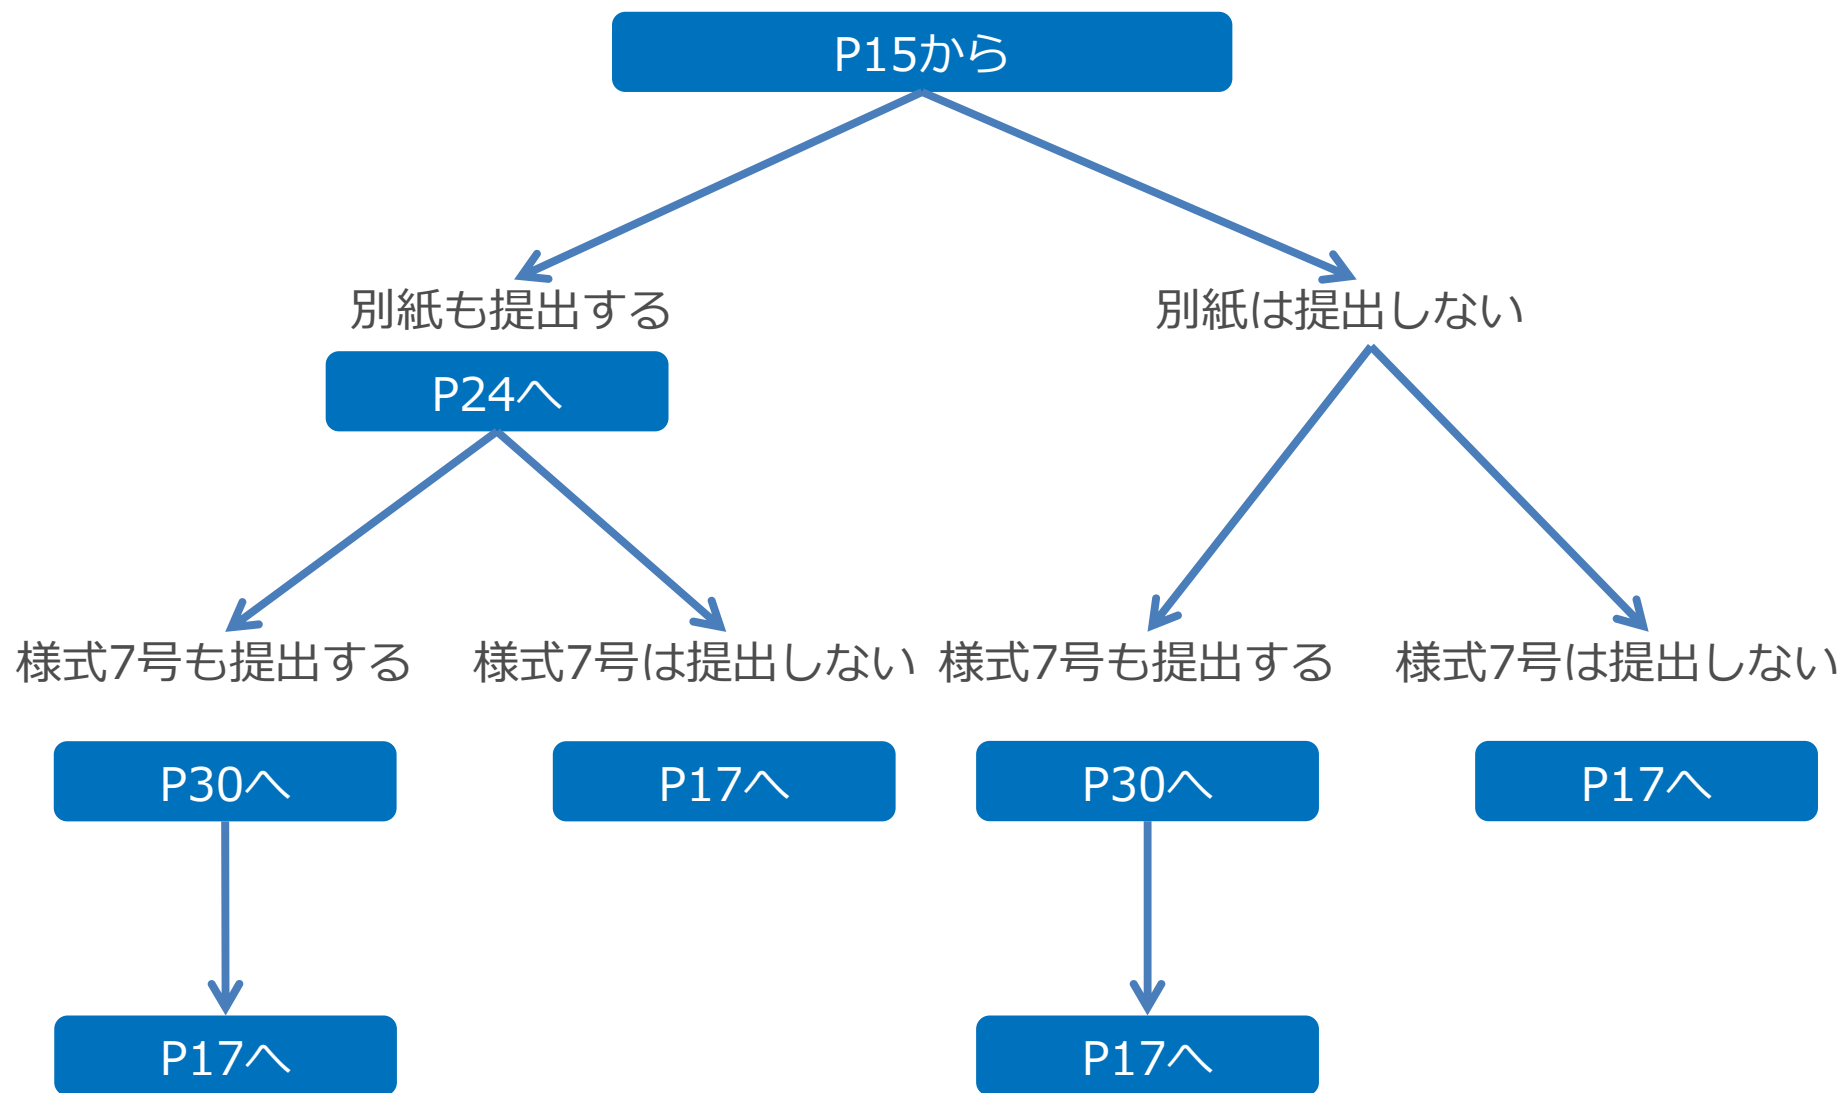 P15から
別紙も提出する
別紙は提出しない
P24へ
様式7号も提出する
様式7号は提出しない
様式7号も提出する
様式7号は提出しない
P30へ
P17へ
P30へ
P17へ
P17へ
P17へ